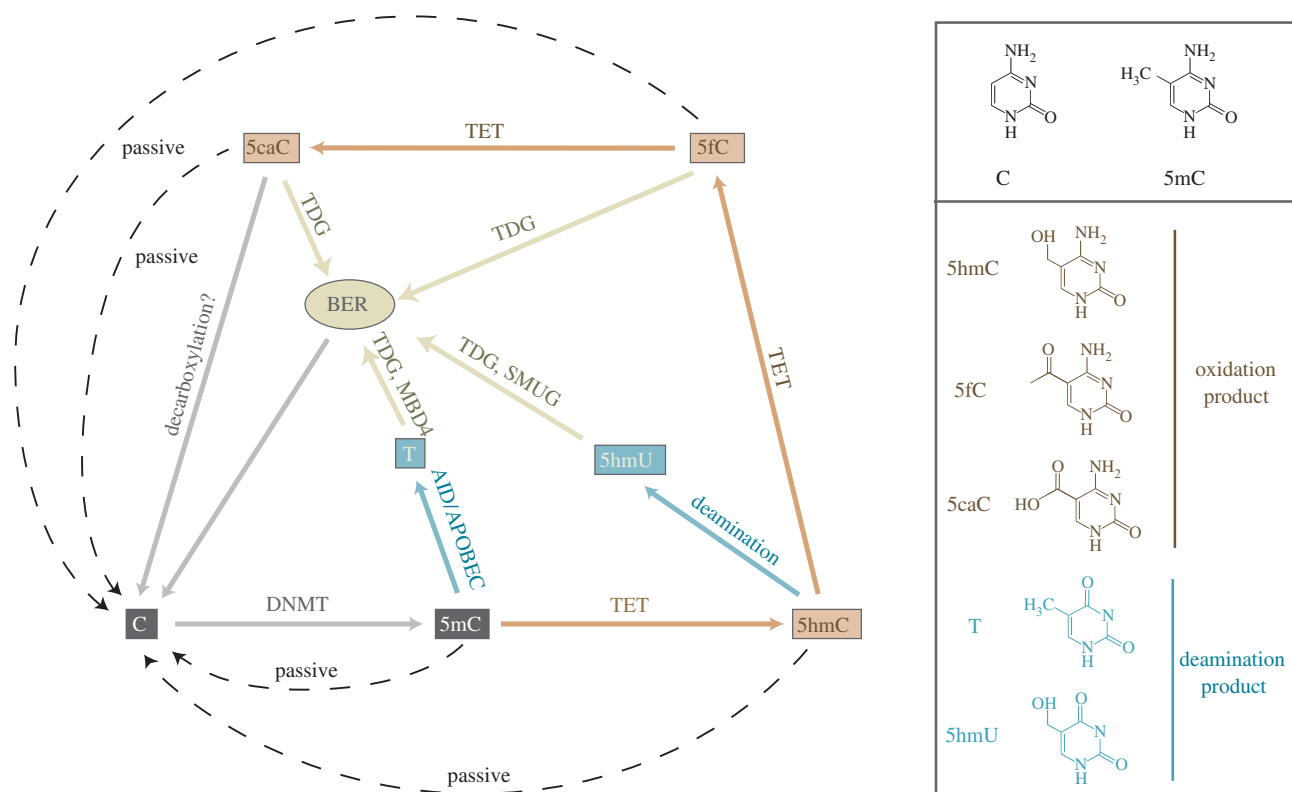 passive
5caC
TET
5fC
TDG
TDG
passive
BER
decarboxylation?
TDG, MBD4
TDG, SMUG
TET
T
5hmU
AID/APOBEC
deamination
C
DNMT
5mC
TET
5hmC
passive
passive
NH2
N
N
H
O
C
NH2
H3C
N
N
H
O
5mC
5hmC
OH
NH2
N
NH
O
5fC
O
NH2
N
N
H
O
oxidation
product
5caC
O
NH2
HO
N
NH
O
T
O
H3C
N
N
H
O
deamination
product
5hmU
OH
O
N
N
H
O